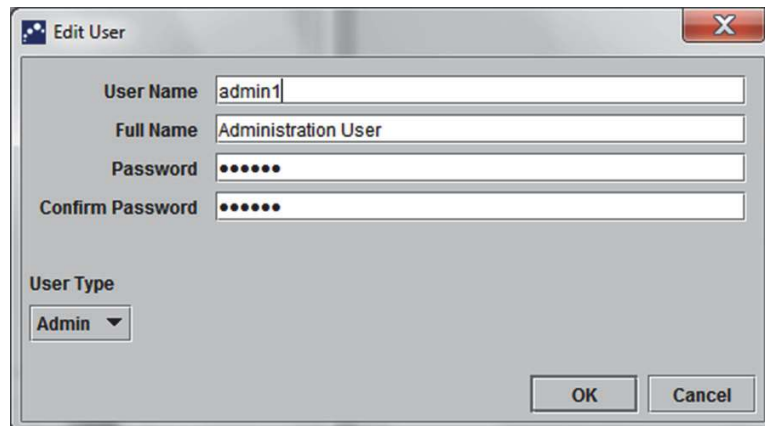 Edit User
User Name admin1
Full Name Administration User
Password ••••••
Confirm Password ••••••
User Type
Admin
OK Cancel